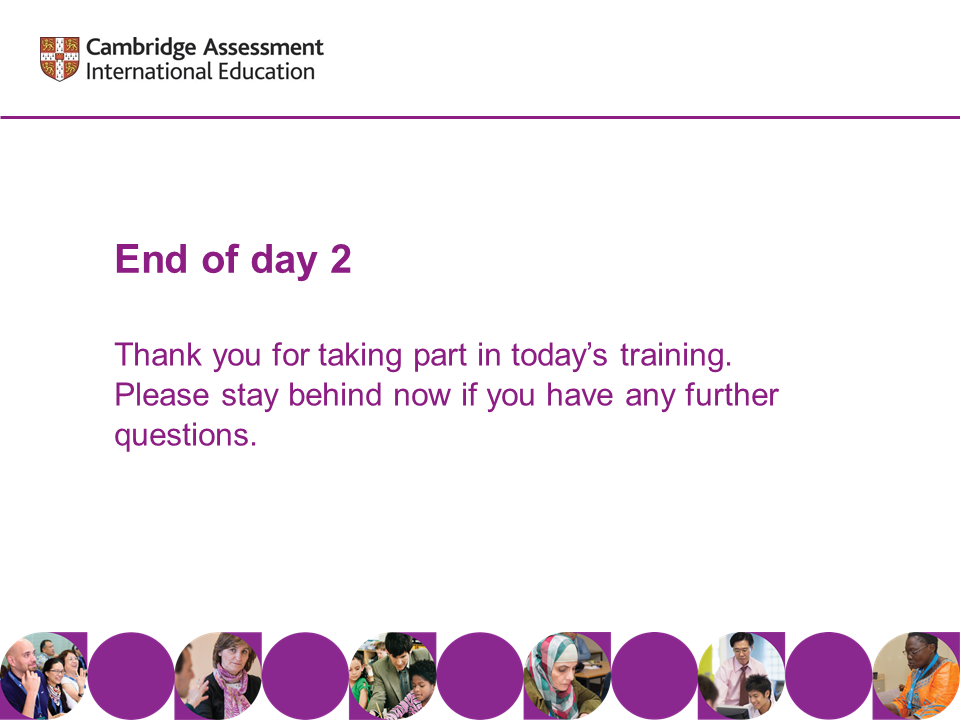 Cambridge Assessment
International Education
End of day 2
Thank you for taking part in today’s training.
Please stay behind now if you have any further
questions.